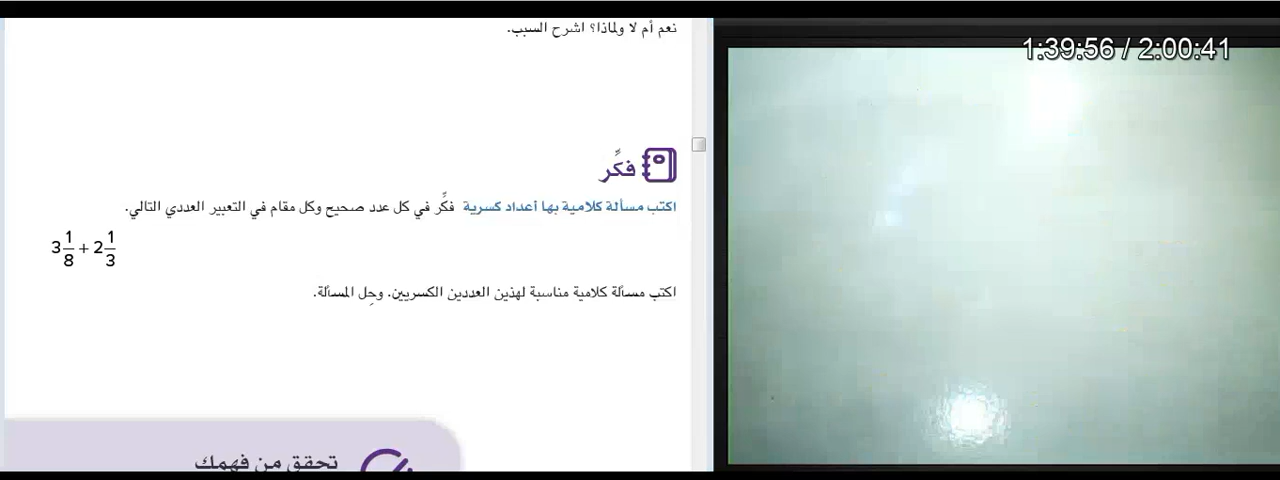 نعم أم لا ولماذا؟ اشرح السبب.
1:39:56 / 2:00:41
فكِّر
اكتب مسألة كلامية بها أعداد كسرية فكِّر في كل عدد صحيح وكل مقام في التعبير العددي التالي.
3 1/8 + 2 1/3
اكتب مسألة كلامية مناسبة لهذين العددين الكسريين. وحِل المسألة.
تحقق من فهمك